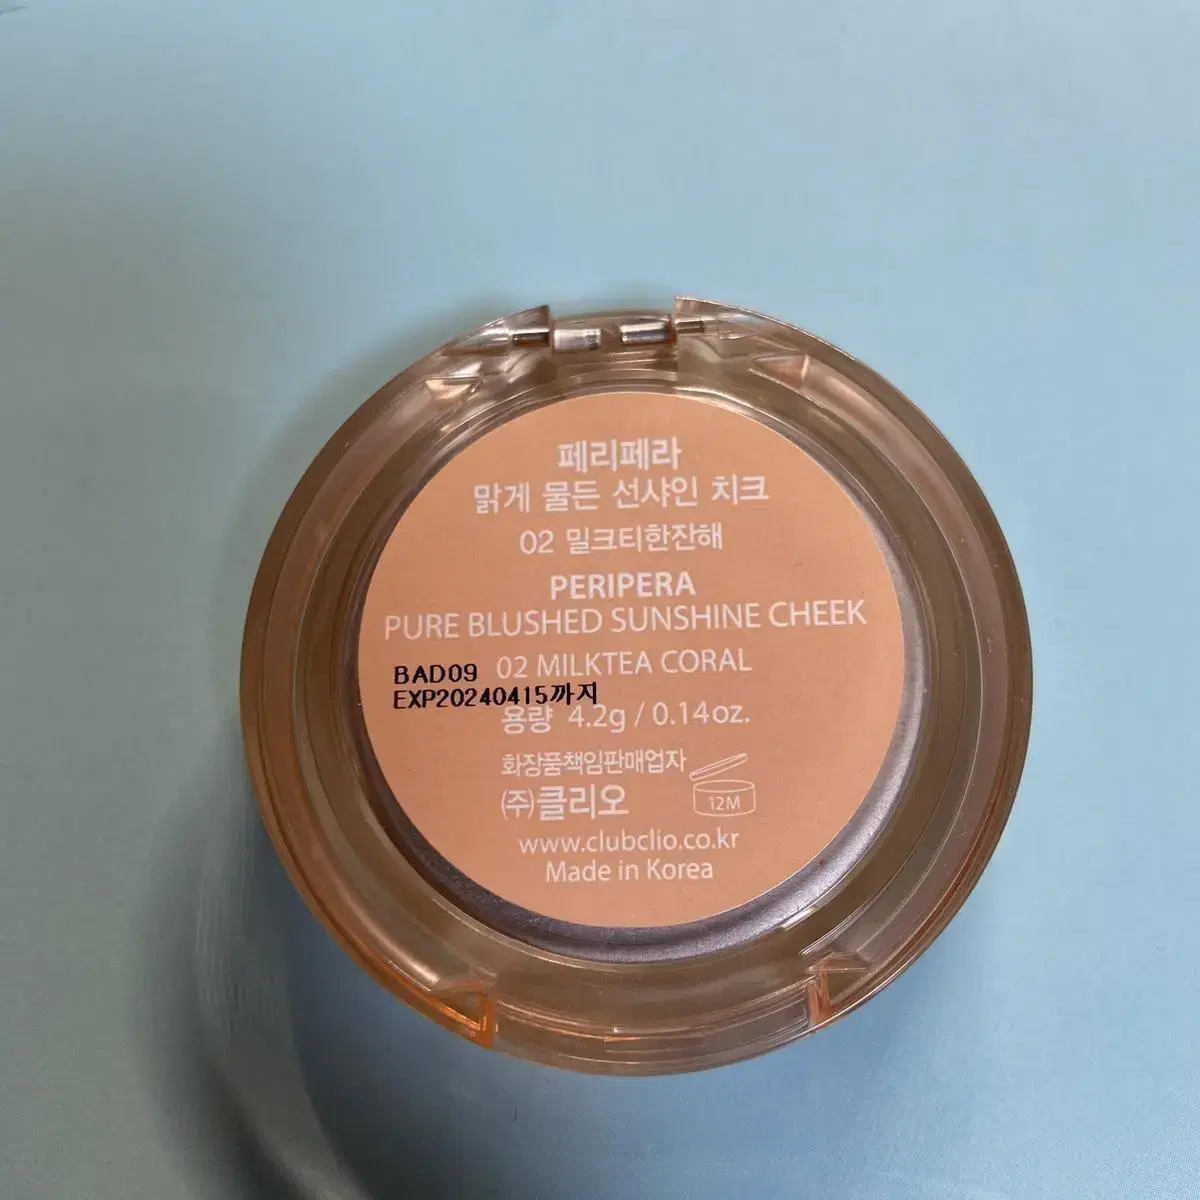 페리페라
맑게 물든 선샤인 치크
02 밀크티한잔해
PERIPERA
PURE BLUSHED SUNSHINE CHEEK
02 MILKTEA CORAL
BAD09
EXP20240415까지
용량 4.2g / 0.14oz.
화장품책임판매업자
(주)클리오
12M
www.clubclio.co.kr
Made in Korea